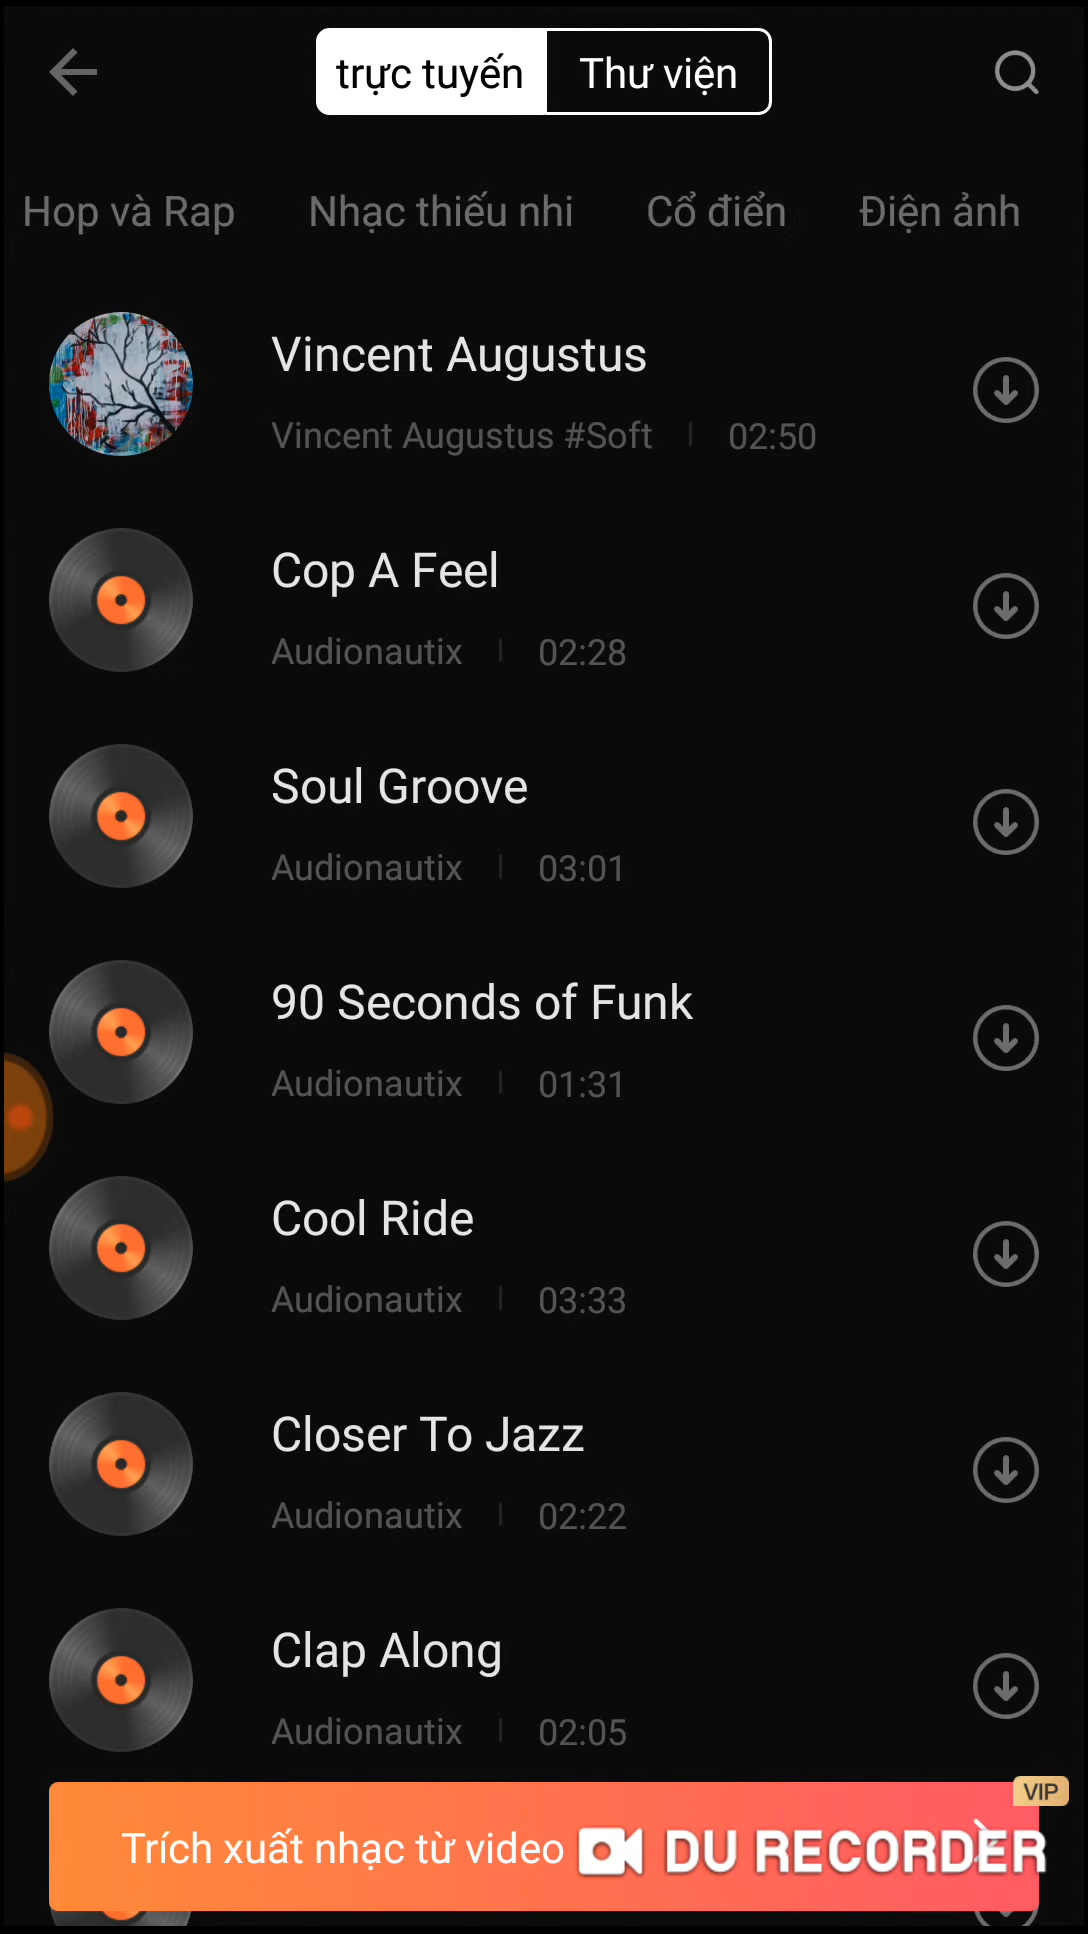 trực tuyến Thư viện
Hop và Rap Nhạc thiếu nhi Cổ điển Điện ảnh
Vincent Augustus
Vincent Augustus #Soft 02:50
Cop A Feel
Audionautix 02:28
Soul Groove
Audionautix 03:01
90 Seconds of Funk
Audionautix 01:31
Cool Ride
Audionautix 03:33
Closer To Jazz
Audionautix 02:22
Clap Along
Audionautix 02:05
VIP
Trích xuất nhạc từ video DU RECORDER